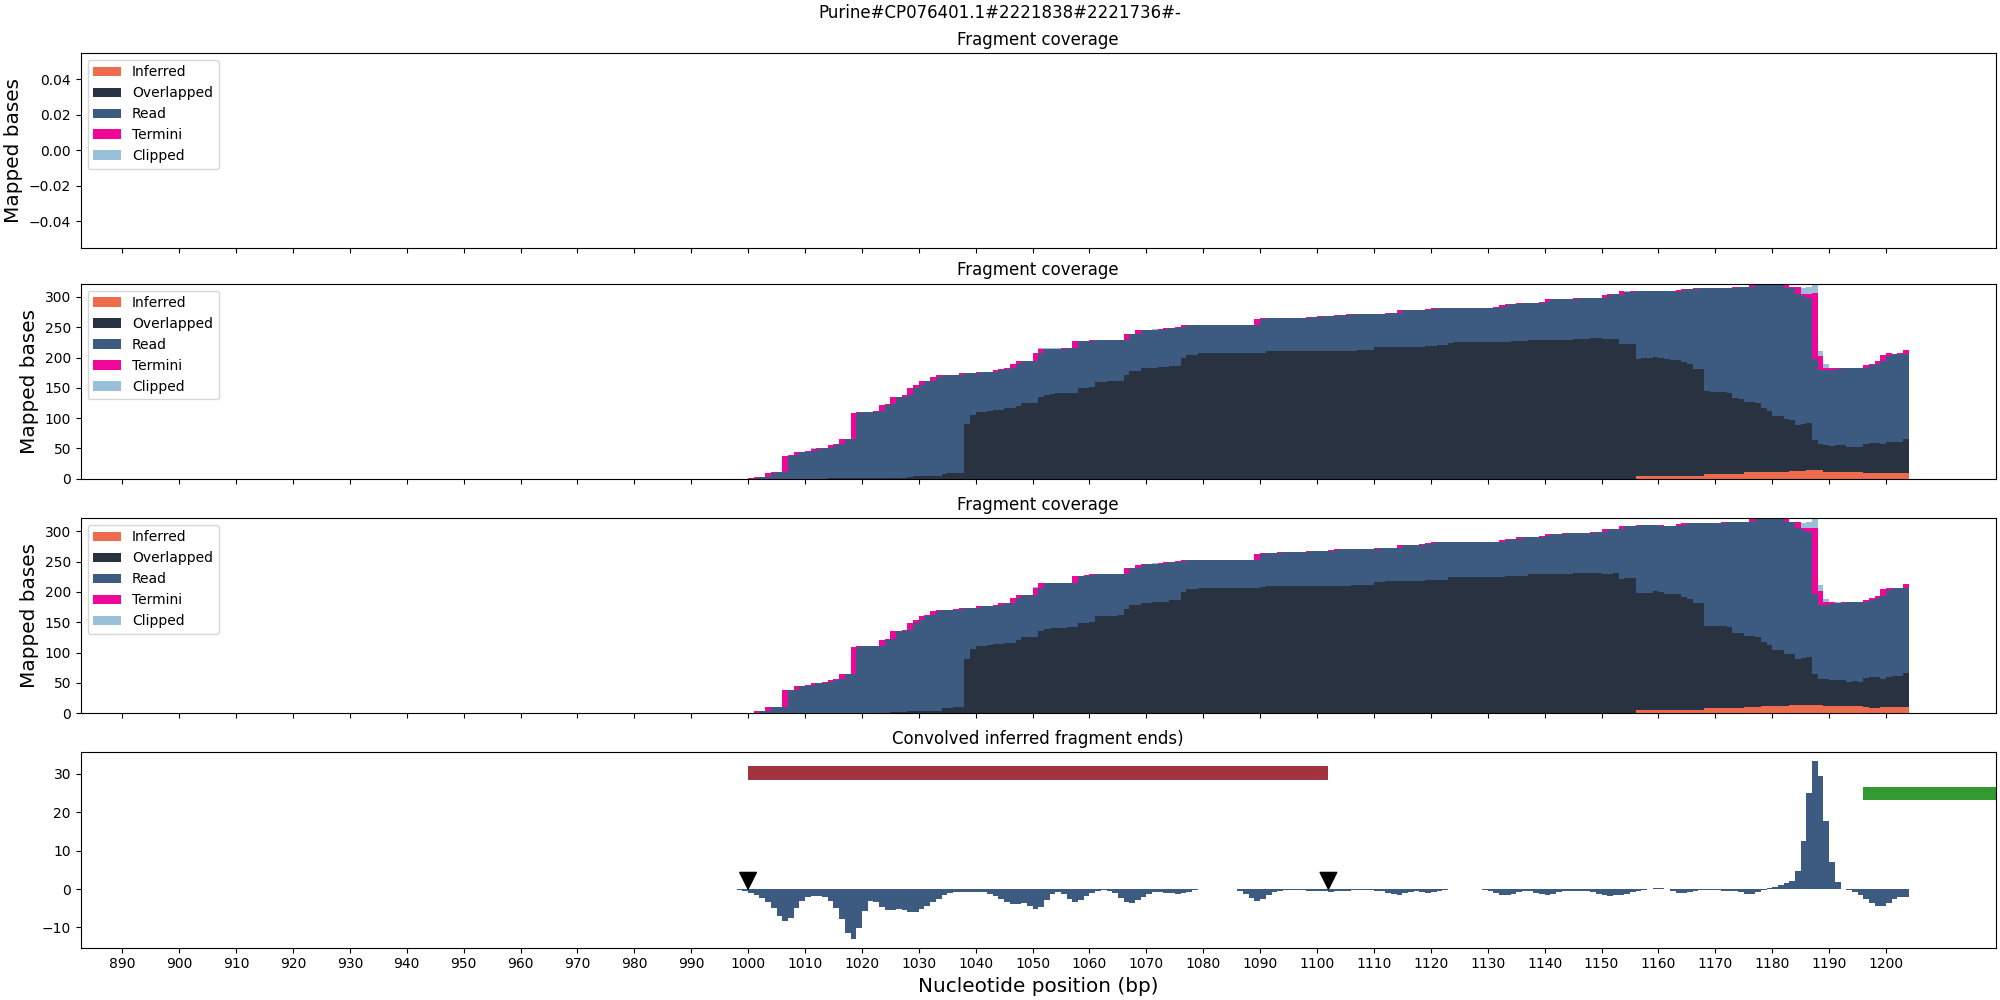 Purine#CP076401.1#2221838#2221736#-
Fragment coverage
Mapped bases
0.04
0.02
0.00
−0.02
−0.04
Inferred
Overlapped
Read
Termini
Clipped
Fragment coverage
Mapped bases
300
250
200
150
100
50
0
Inferred
Overlapped
Read
Termini
Clipped
Fragment coverage
Mapped bases
300
250
200
150
100
50
0
Inferred
Overlapped
Read
Termini
Clipped
Convolved inferred fragment ends)
30
20
10
0
−10
890 900 910 920 930 940 950 960 970 980 990 1000 1010 1020 1030 1040 1050 1060 1070 1080 1090 1100 1110 1120 1130 1140 1150 1160 1170 1180 1190 1200
Nucleotide position (bp)